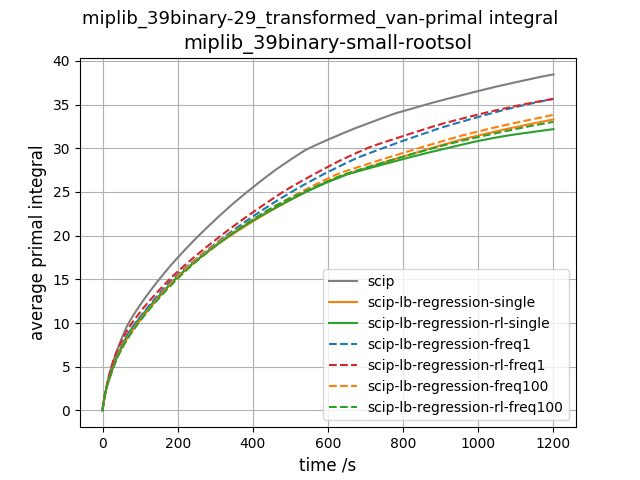 miplib_39binary-29_transformed_van-primal integral
miplib_39binary-small-rootsol
average primal integral
40
35
30
25
20
15
10
5
0
scip
scip-lb-regression-single
scip-lb-regression-rl-single
scip-lb-regression-freq1
scip-lb-regression-rl-freq1
scip-lb-regression-freq100
scip-lb-regression-rl-freq100
0 200 400 600 800 1000 1200
time /s